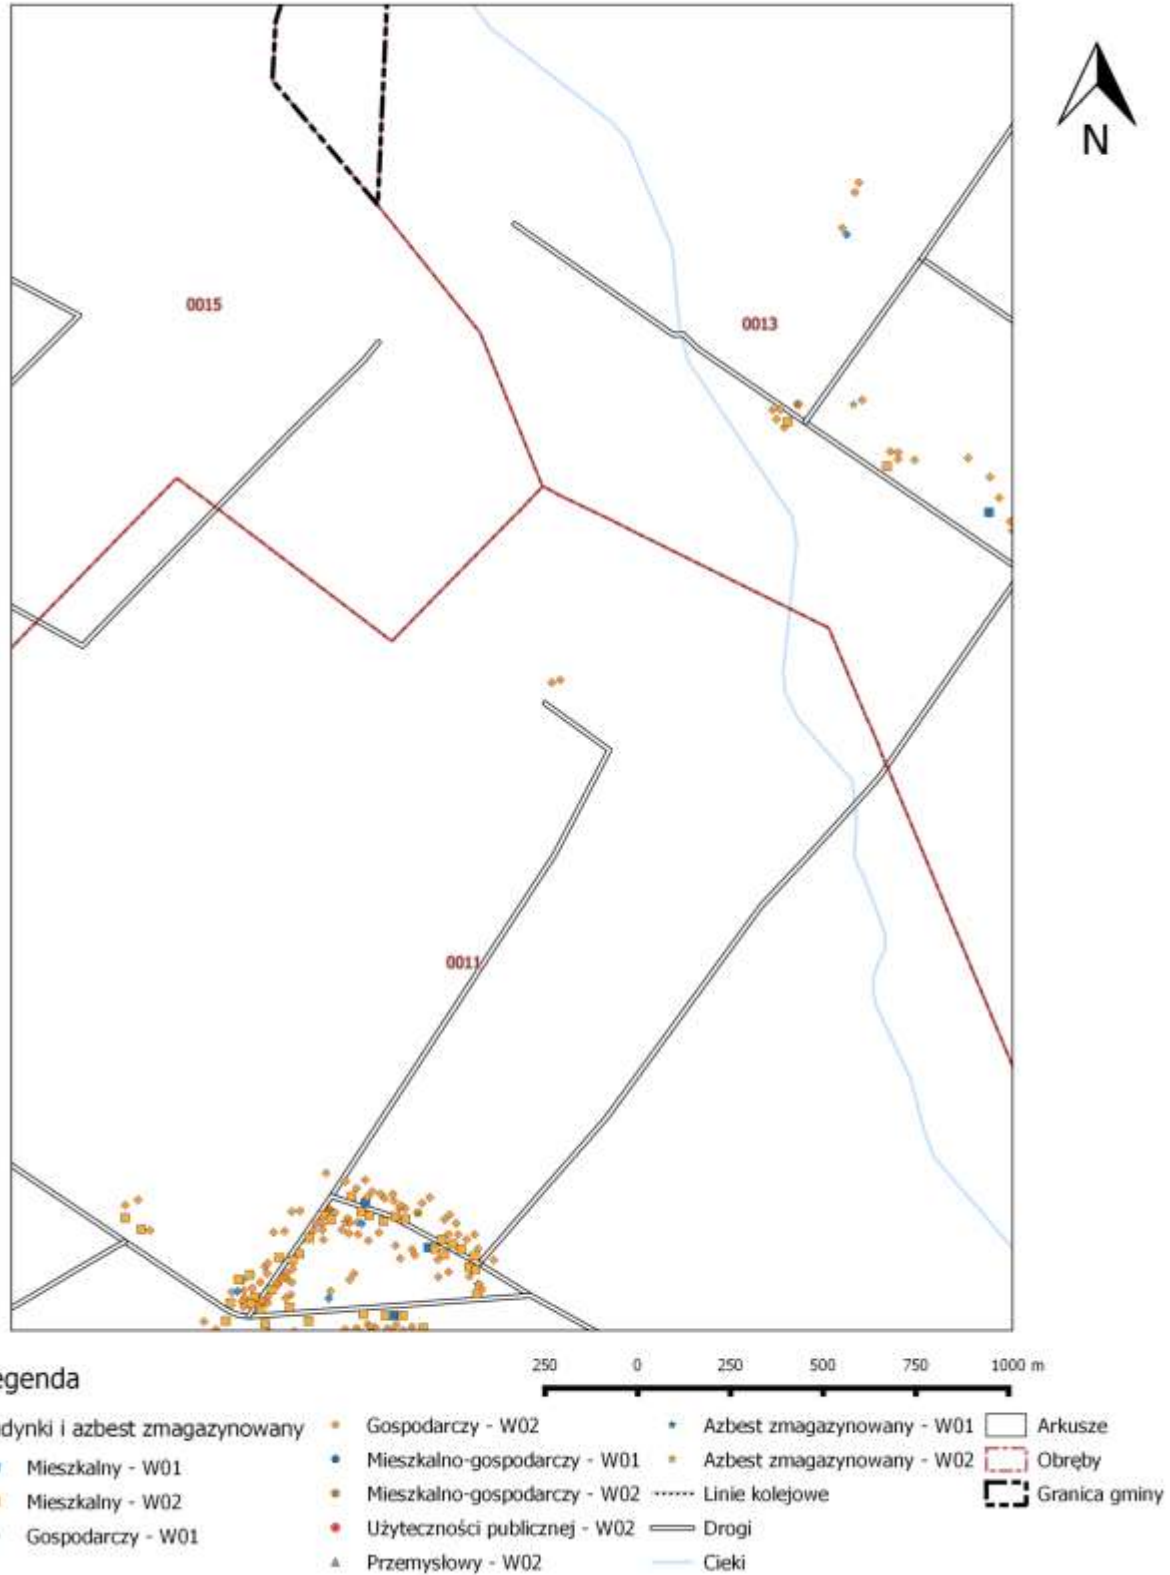 N
0015
0013
0011
250 0 250 500 750 1000 m
egenda
dynki i azbest zmagazynowany
Mieszkalny - W01
Mieszkalny - W02
Gospodarczy - W01
Gospodarczy - W02
Mieszkalno-gospodarczy - W01
Mieszkalno-gospodarczy - W02
Użyteczności publicznej - W02
Przemysłowy - W02
Azbest zmagazynowany - W01
Azbest zmagazynowany - W02
Linie kolejowe
Drogi
Cieki
Arkusze
Obręby
Granica gminy